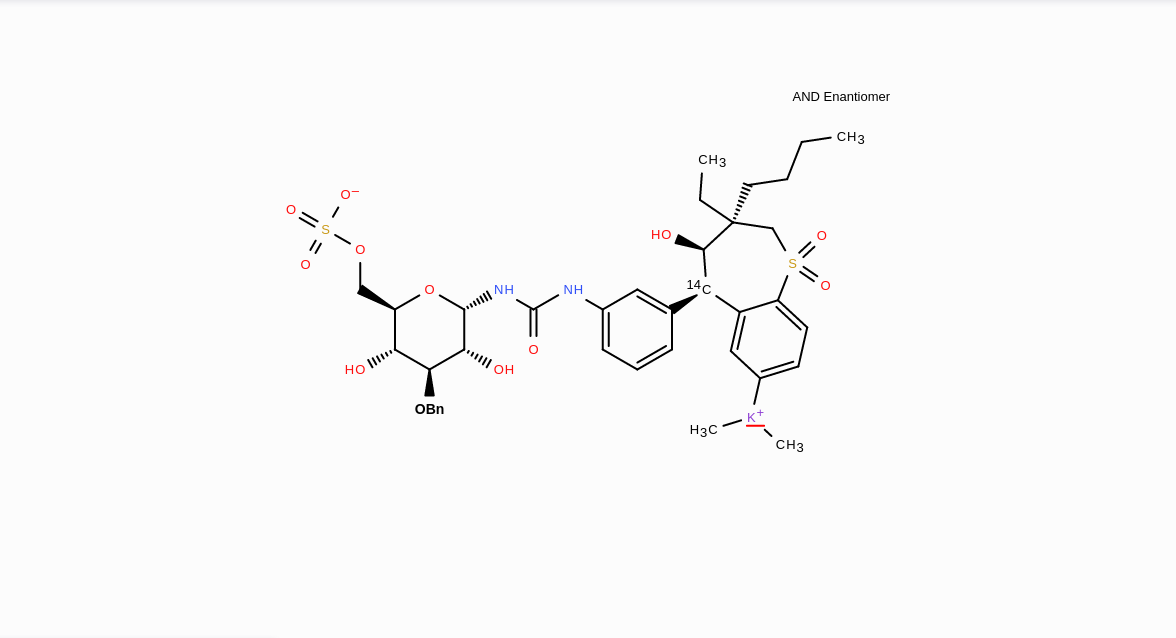 AND Enantiomer
CH3
CH3
O−
O
S
HO
O
O
O
S
O
14C
O
NH
NH
O
O
HO
OH
OBn
K+
H3C
CH3